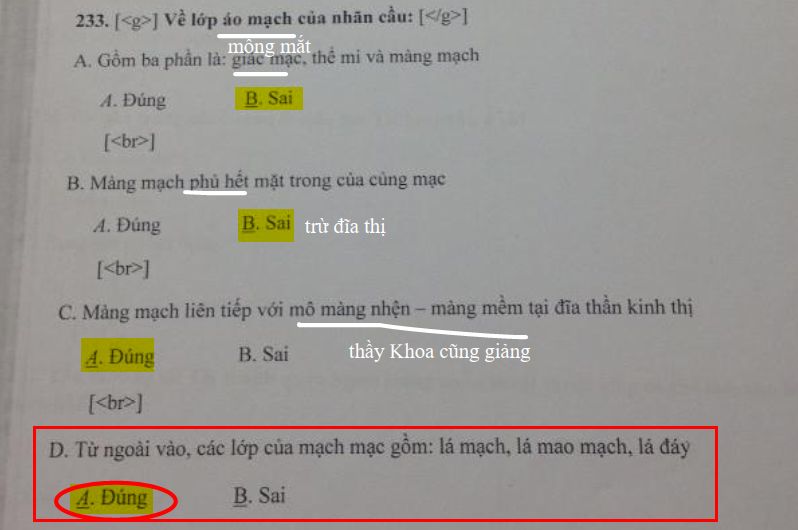 233. [<g>] Về lớp áo mạch của nhãn cầu: [</g>]
mộng mắt
A. Gồm ba phần là: giác mạc, thể mi và màng mạch
A. Đúng B. Sai
[<br>]
B. Màng mạch phủ hết mặt trong của củng mạc
A. Đúng B. Sai trừ đĩa thị
[<br>]
C. Màng mạch liên tiếp với mô màng nhện – màng mềm tại đĩa thần kinh thị
A. Đúng B. Sai thầy Khoa cũng giảng
[<br>]
D. Từ ngoài vào, các lớp của mạch mạc gồm: lá mạch, lá mao mạch, lá đáy
A. Đúng B. Sai